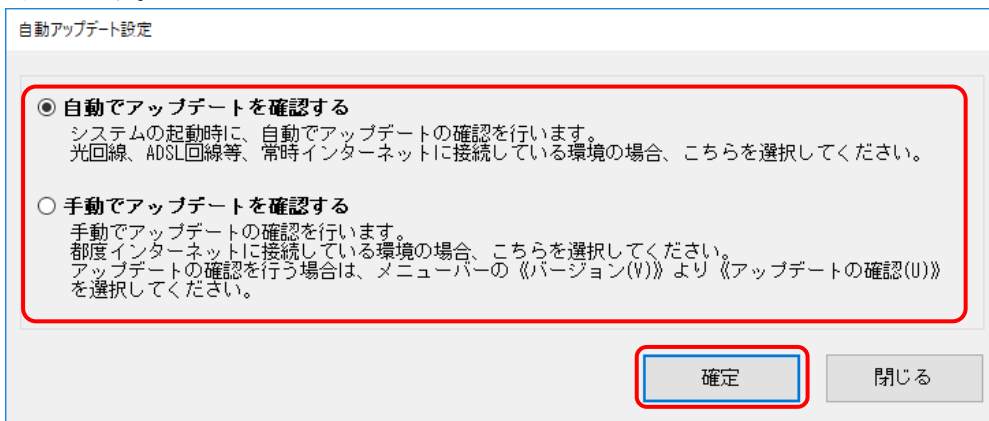 自動アップデート設定
自動でアップデートを確認する
システムの起動時に、自動でアップデートの確認を行います。
光回線、ADSL回線等、常時インターネットに接続している環境の場合、こちらを選択してください。
手動でアップデートを確認する
手動でアップデートの確認を行います。
都度インターネットに接続している環境の場合、こちらを選択してください。
アップデートの確認を行う場合は、メニューバーの《バージョン(V)》より《アップデートの確認(U)》
を選択してください。
確定 閉じる